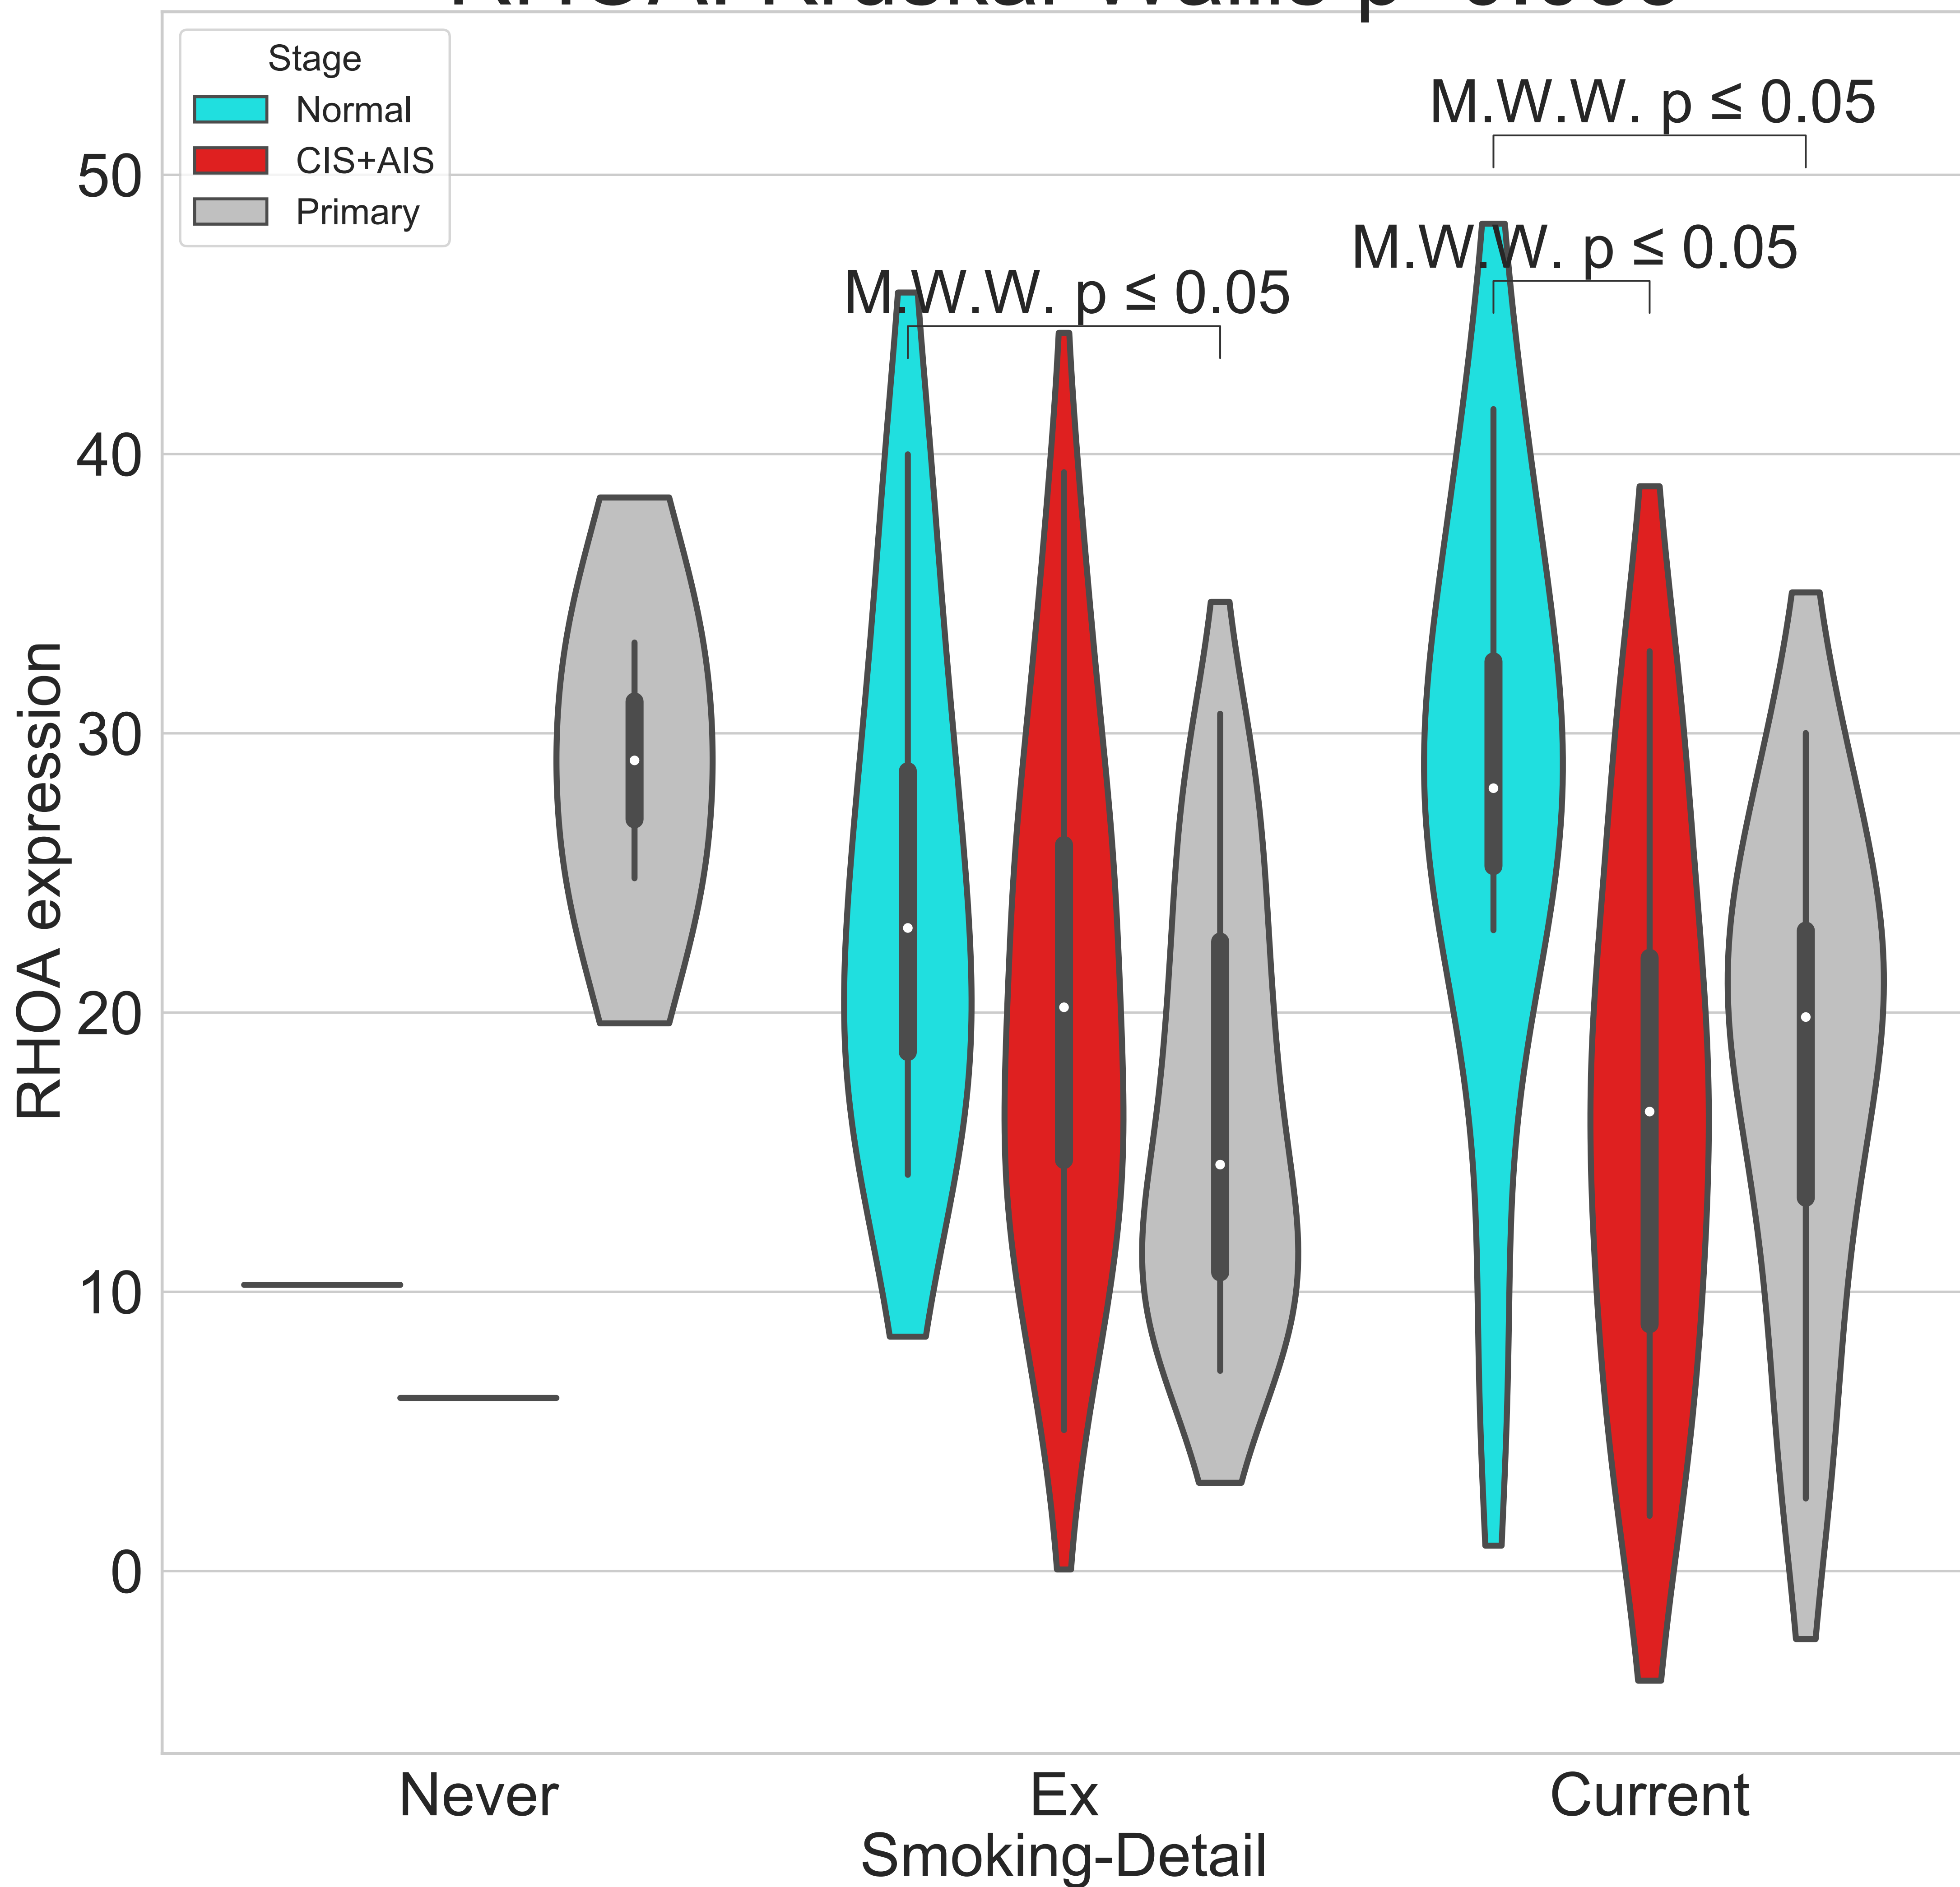 Stage
Normal
CIS+AIS
Primary
M.W.W. p ≤ 0.05
M.W.W. p ≤ 0.05
M.W.W. p ≤ 0.05
50
40
30
20
10
0
RHOA expression
Never
Ex
Current
Smoking-Detail